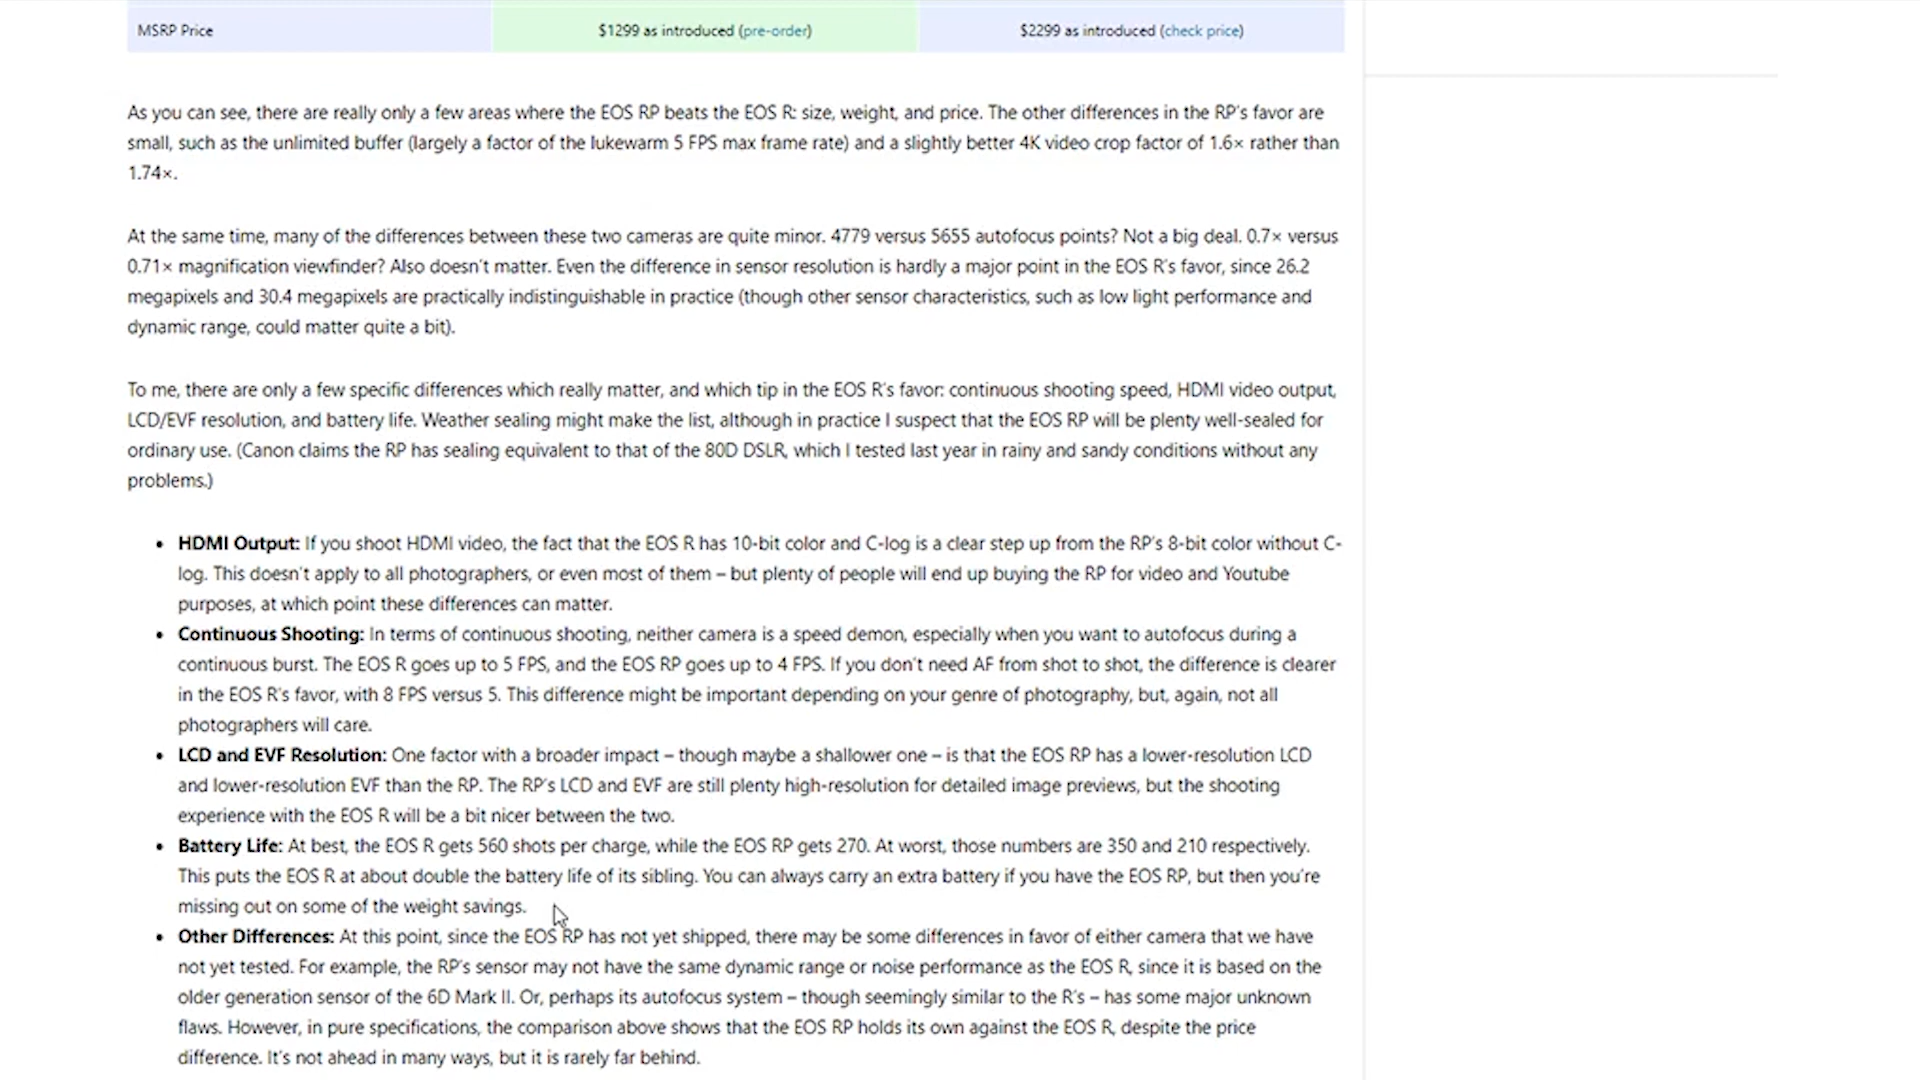 MSRP Price $1299 as introduced (pre-order) $2299 as introduced (check price)
As you can see, there are really only a few areas where the EOS RP beats the EOS R: size, weight, and price. The other differences in the RP's favor are
small, such as the unlimited buffer (largely a factor of the lukewarm 5 FPS max frame rate) and a slightly better 4K video crop factor of 1.6× rather than
1.74×.
At the same time, many of the differences between these two cameras are quite minor. 4779 versus 5655 autofocus points? Not a big deal. 0.7× versus
0.71× magnification viewfinder? Also doesn't matter. Even the difference in sensor resolution is hardly a major point in the EOS R's favor, since 26.2
megapixels and 30.4 megapixels are practically indistinguishable in practice (though other sensor characteristics, such as low light performance and
dynamic range, could matter quite a bit).
To me, there are only a few specific differences which really matter, and which tip in the EOS R's favor: continuous shooting speed, HDMI video output,
LCD/EVF resolution, and battery life. Weather sealing might make the list, although in practice I suspect that the EOS RP will be plenty well-sealed for
ordinary use. (Canon claims the RP has sealing equivalent to that of the 80D DSLR, which I tested last year in rainy and sandy conditions without any
problems.)
• HDMI Output: If you shoot HDMI video, the fact that the EOS R has 10-bit color and C-log is a clear step up from the RP's 8-bit color without C-
log. This doesn't apply to all photographers, or even most of them – but plenty of people will end up buying the RP for video and Youtube
purposes, at which point these differences can matter.
• Continuous Shooting: In terms of continuous shooting, neither camera is a speed demon, especially when you want to autofocus during a
continuous burst. The EOS R goes up to 5 FPS, and the EOS RP goes up to 4 FPS. If you don't need AF from shot to shot, the difference is clearer
in the EOS R's favor, with 8 FPS versus 5. This difference might be important depending on your genre of photography, but, again, not all
photographers will care.
• LCD and EVF Resolution: One factor with a broader impact – though maybe a shallower one – is that the EOS RP has a lower-resolution LCD
and lower-resolution EVF than the RP. The RP's LCD and EVF are still plenty high-resolution for detailed image previews, but the shooting
experience with the EOS R will be a bit nicer between the two.
• Battery Life: At best, the EOS R gets 560 shots per charge, while the EOS RP gets 270. At worst, those numbers are 350 and 210 respectively.
This puts the EOS R at about double the battery life of its sibling. You can always carry an extra battery if you have the EOS RP, but then you're
missing out on some of the weight savings.
• Other Differences: At this point, since the EOS RP has not yet shipped, there may be some differences in favor of either camera that we have
not yet tested. For example, the RP's sensor may not have the same dynamic range or noise performance as the EOS R, since it is based on the
older generation sensor of the 6D Mark II. Or, perhaps its autofocus system – though seemingly similar to the R's – has some major unknown
flaws. However, in pure specifications, the comparison above shows that the EOS RP holds its own against the EOS R, despite the price
difference. It's not ahead in many ways, but it is rarely far behind.